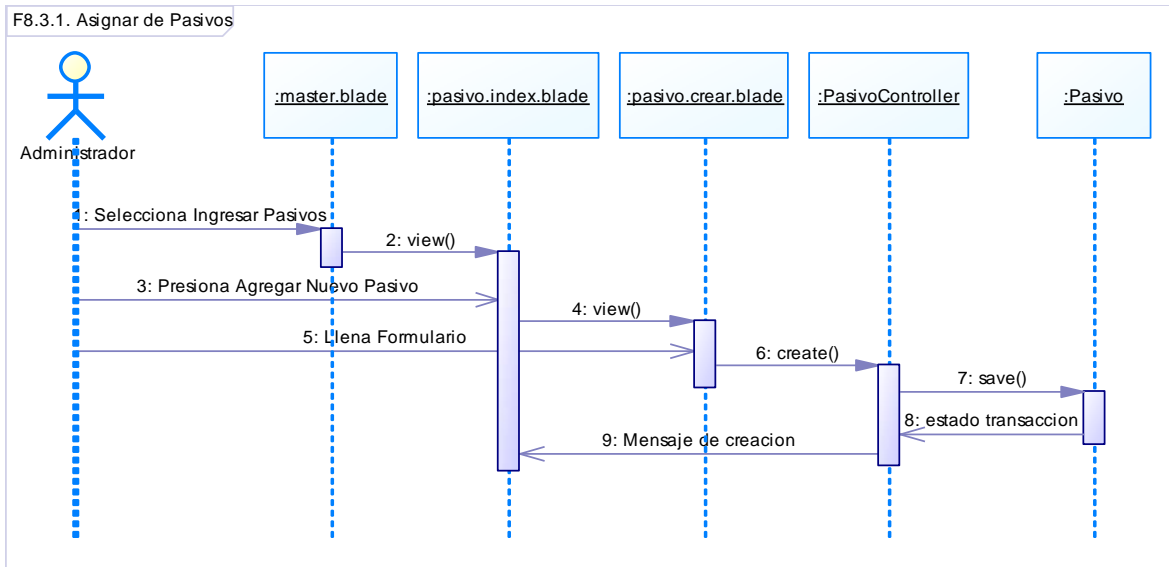 F8.3.1. Asignar de Pasivos
:master.blade
:pasivo.index.blade
:pasivo.crear.blade
:PasivoController
:Pasivo
Administrador
1: Selecciona Ingresar Pasivos
2: view()
3: Presiona Agregar Nuevo Pasivo
4: view()
5: Llena Formulario
6: create()
7: save()
8: estado transaccion
9: Mensaje de creacion